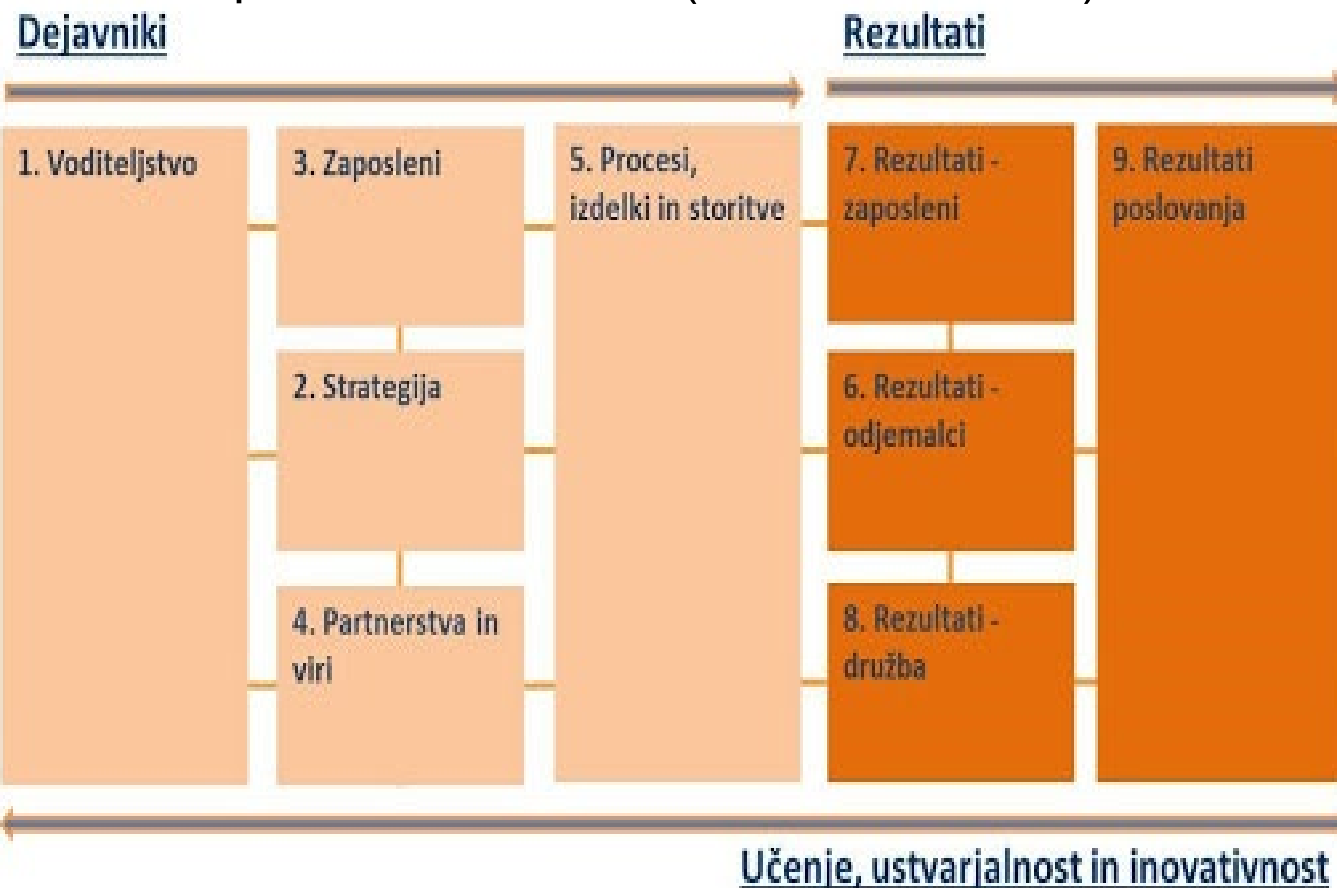 Dejavniki
Rezultati
1. Voditeljstvo
3. Zaposleni
2. Strategija
4. Partnerstva in
viri
5. Procesi,
izdelki in storitve
7. Rezultati -
zaposleni
6. Rezultati -
odjemalci
8. Rezultati -
družba
9. Rezultati
poslovanja
Učenje, ustvarjalnost in inovativnost